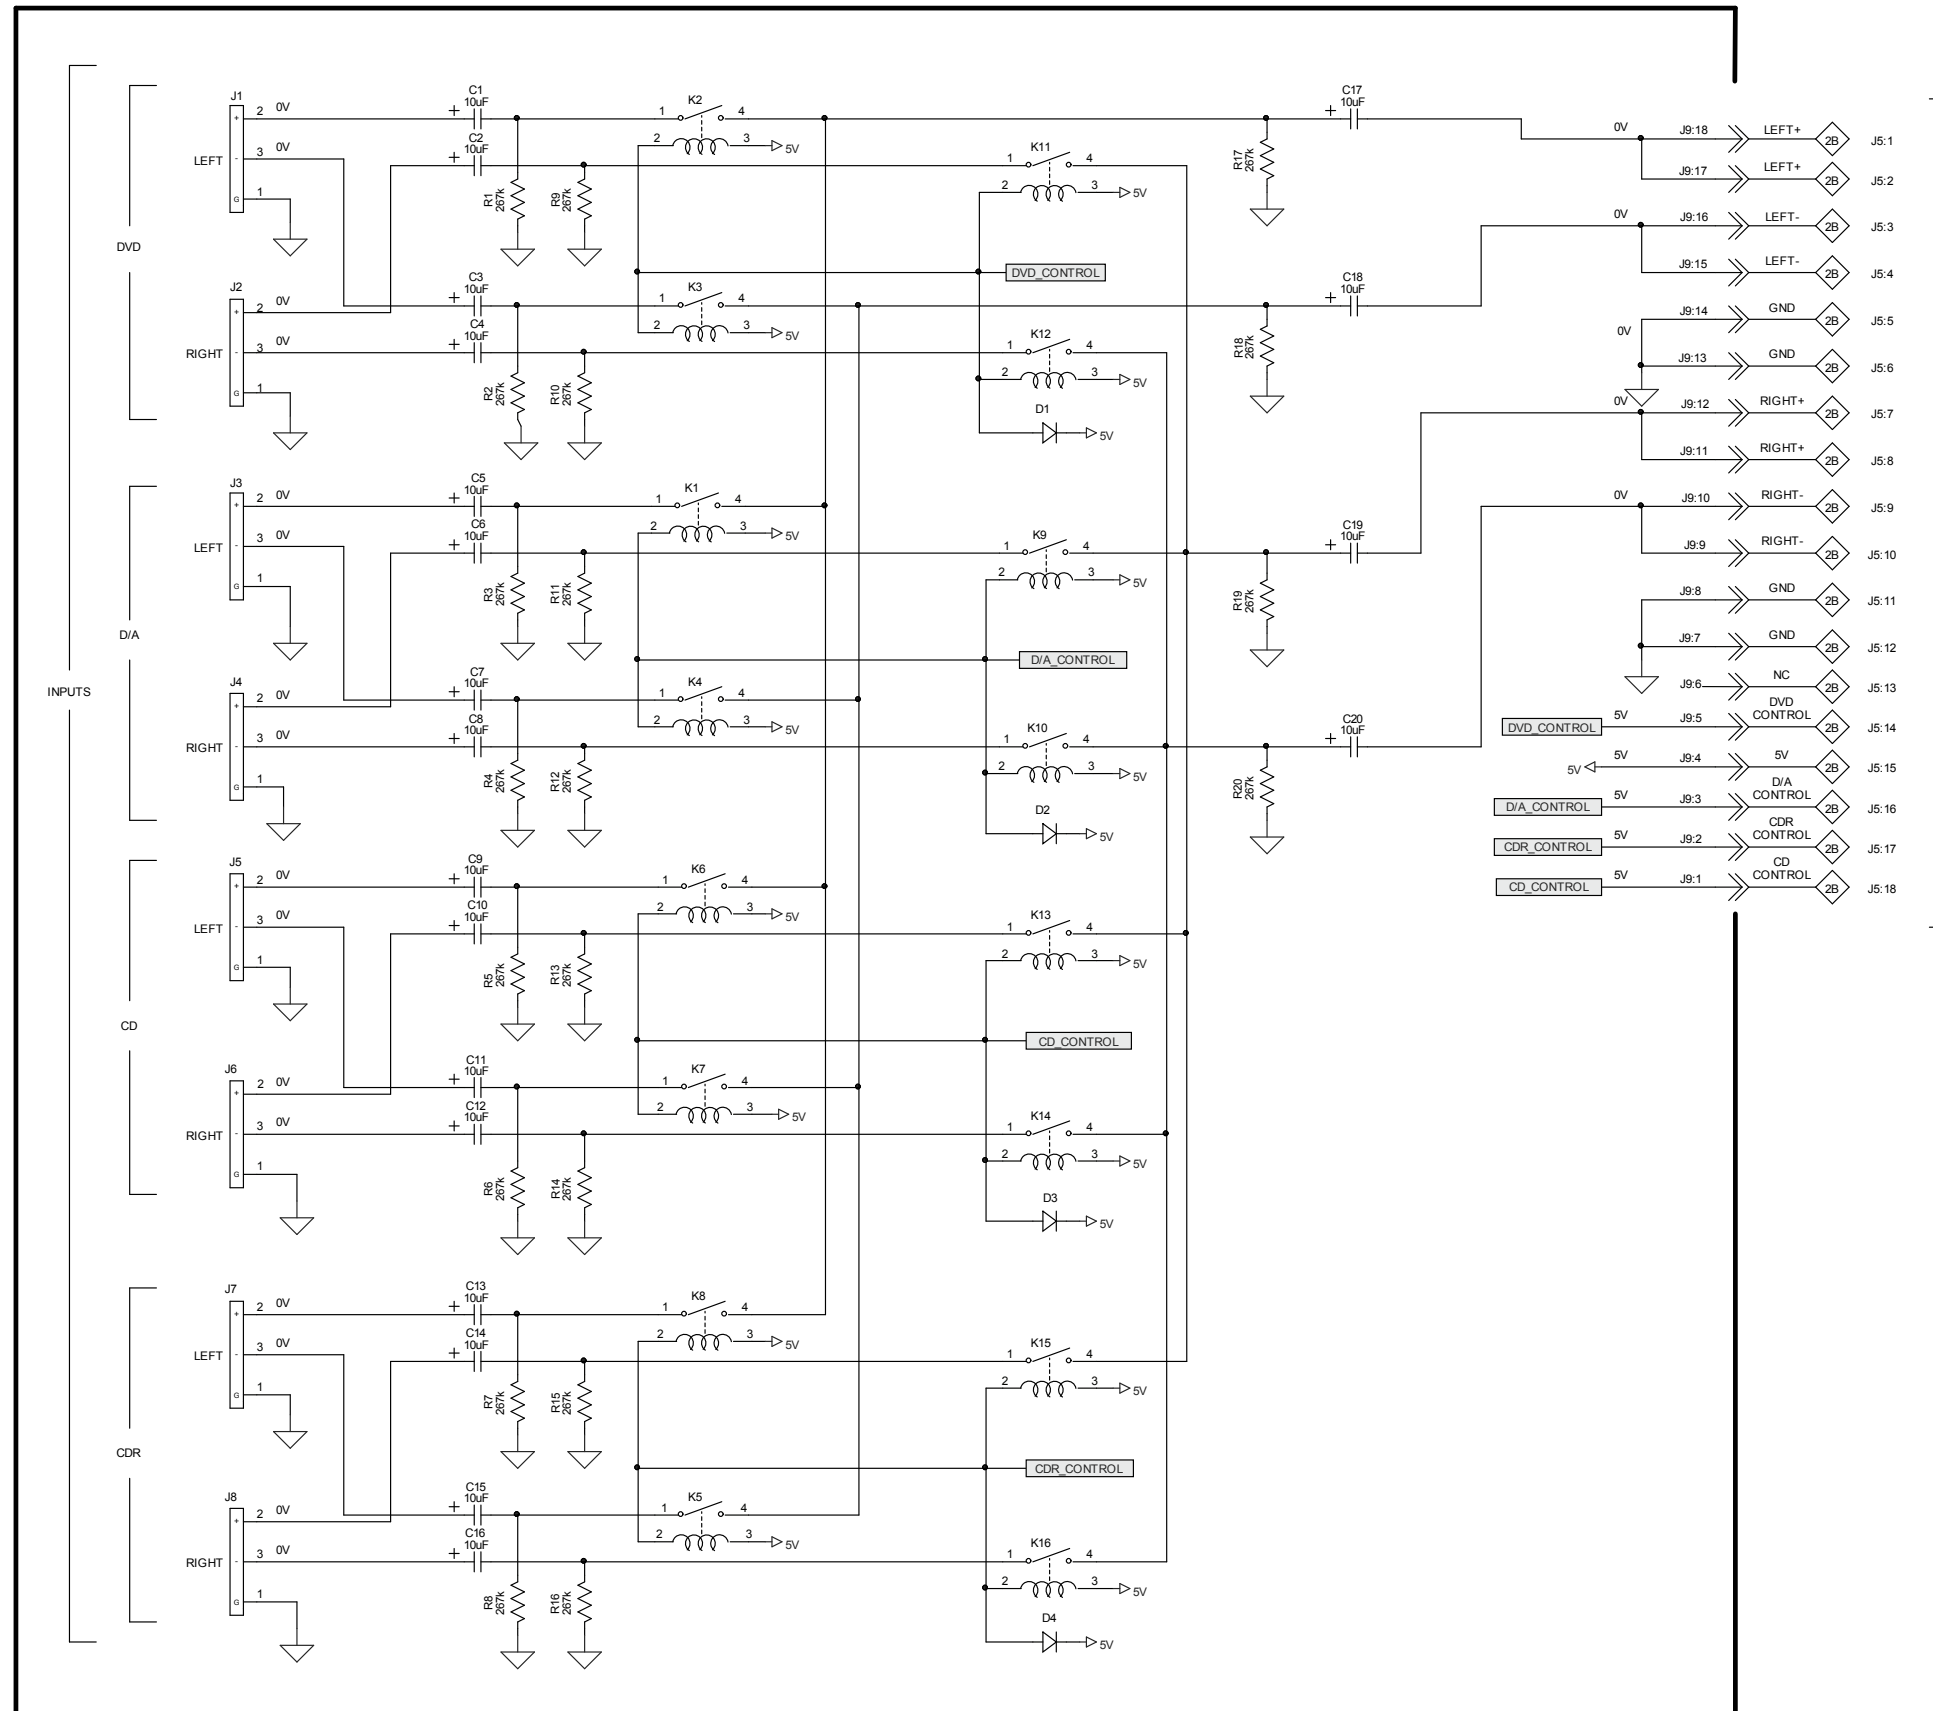 INPUTS
DVD
J1
LEFT
+
-
G
2 0V
3 0V
1
C1
10uF
+
C2
10uF
+
R1
267k
R9
267k
1 K2 4
2 3 5V
1 K11 4
2 3 5V
DVD_CONTROL
J2
RIGHT
+
-
G
2 0V
3 0V
1
C3
10uF
+
C4
10uF
+
R2
267k
R10
267k
1 K3 4
2 3 5V
1 K12 4
2 3 5V
D1
5V
D/A
J3
LEFT
+
-
G
2 0V
3 0V
1
C5
10uF
+
C6
10uF
+
R3
267k
R11
267k
1 K1 4
2 3 5V
1 K9 4
2 3 5V
D/A_CONTROL
J4
RIGHT
+
-
G
2 0V
3 0V
1
C7
10uF
+
C8
10uF
+
R4
267k
R12
267k
1 K4 4
2 3 5V
1 K10 4
2 3 5V
D2
5V
CD
J5
LEFT
+
-
G
2 0V
3 0V
1
C9
10uF
+
C10
10uF
+
R5
267k
R13
267k
1 K6 4
2 3 5V
1 K13 4
2 3 5V
CD_CONTROL
J6
RIGHT
+
-
G
2 0V
3 0V
1
C11
10uF
+
C12
10uF
+
R6
267k
R14
267k
1 K7 4
2 3 5V
1 K14 4
2 3 5V
D3
5V
CDR
J7
LEFT
+
-
G
2 0V
3 0V
1
C13
10uF
+
C14
10uF
+
R7
267k
R15
267k
1 K8 4
2 3 5V
1 K15 4
2 3 5V
CDR_CONTROL
J8
RIGHT
+
-
G
2 0V
3 0V
1
C15
10uF
+
C16
10uF
+
R8
267k
R16
267k
1 K5 4
2 3 5V
1 K16 4
2 3 5V
D4
5V
R17
267k
C17
10uF
+
R18
267k
C18
10uF
+
R19
267k
C19
10uF
+
R20
267k
C20
10uF
+
0V J9:18 LEFT+ 2B J5:1
J9:17 LEFT+ 2B J5:2
0V J9:16 LEFT- 2B J5:3
J9:15 LEFT- 2B J5:4
0V J9:14 GND 2B J5:5
J9:13 GND 2B J5:6
0V J9:12 RIGHT+ 2B J5:7
J9:11 RIGHT+ 2B J5:8
0V J9:10 RIGHT- 2B J5:9
J9:9 RIGHT- 2B J5:10
J9:8 GND 2B J5:11
J9:7 GND 2B J5:12
J9:6 NC 2B J5:13
DVD_CONTROL 5V J9:5 DVD CONTROL 2B J5:14
5V J9:4 5V 2B J5:15
D/A_CONTROL 5V J9:3 D/A CONTROL 2B J5:16
CDR_CONTROL 5V J9:2 CDR CONTROL 2B J5:17
CD_CONTROL 5V J9:1 CD CONTROL 2B J5:18